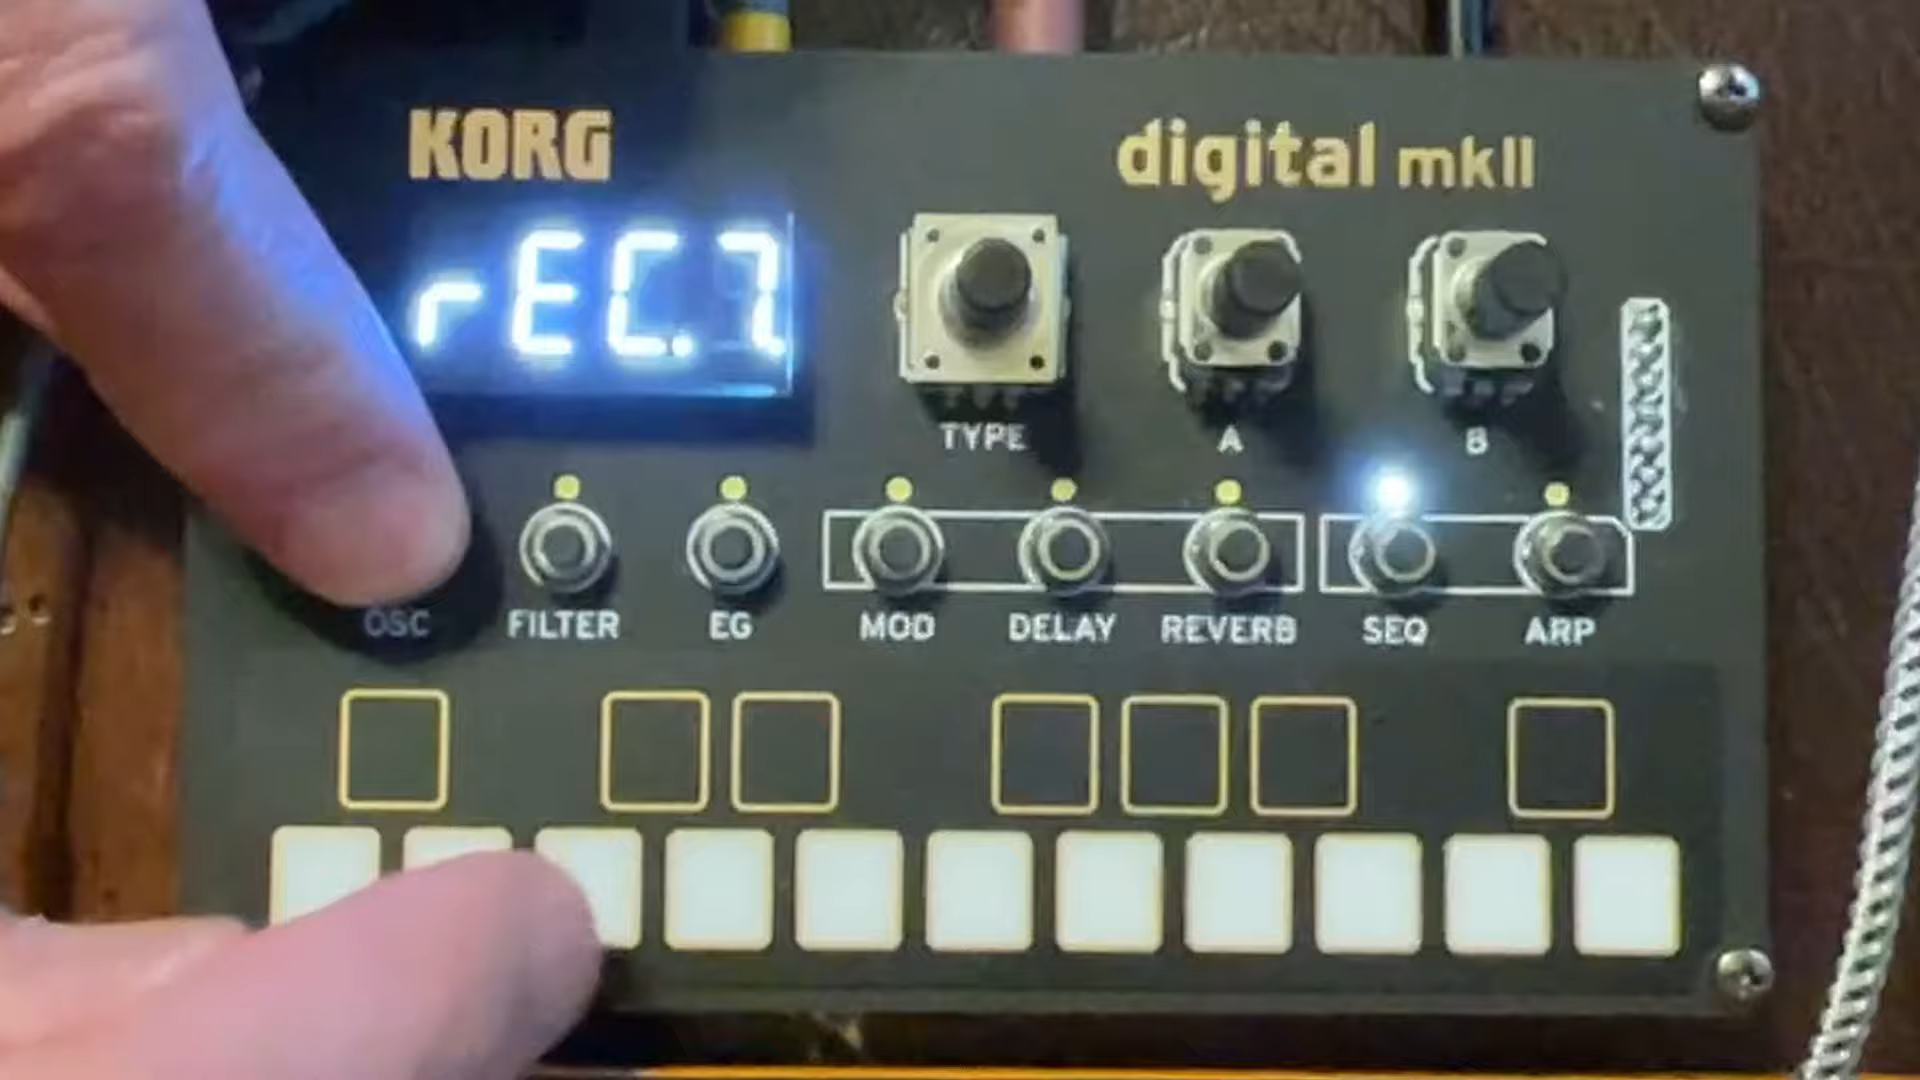 KORG
digital mkII
rEC.7
TYPE A B
OSC FILTER EG MOD DELAY REVERB SEQ ARP